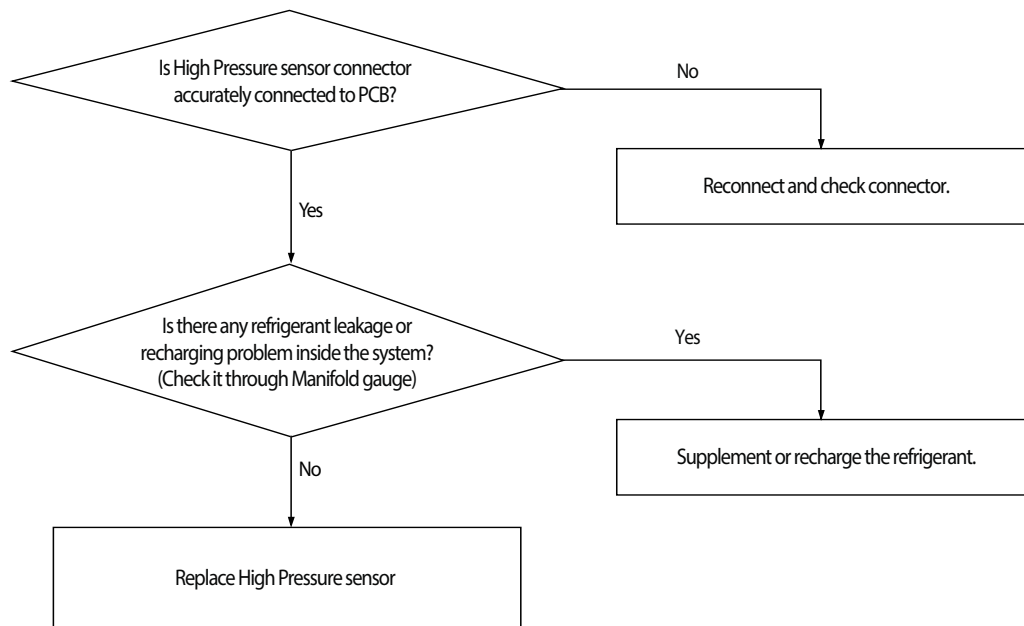 Is High Pressure sensor connector
accurately connected to PCB?
No
Reconnect and check connector.
Yes
Is there any refrigerant leakage or
recharging problem inside the system?
(Check it through Manifold gauge)
Yes
Supplement or recharge the refrigerant.
No
Replace High Pressure sensor